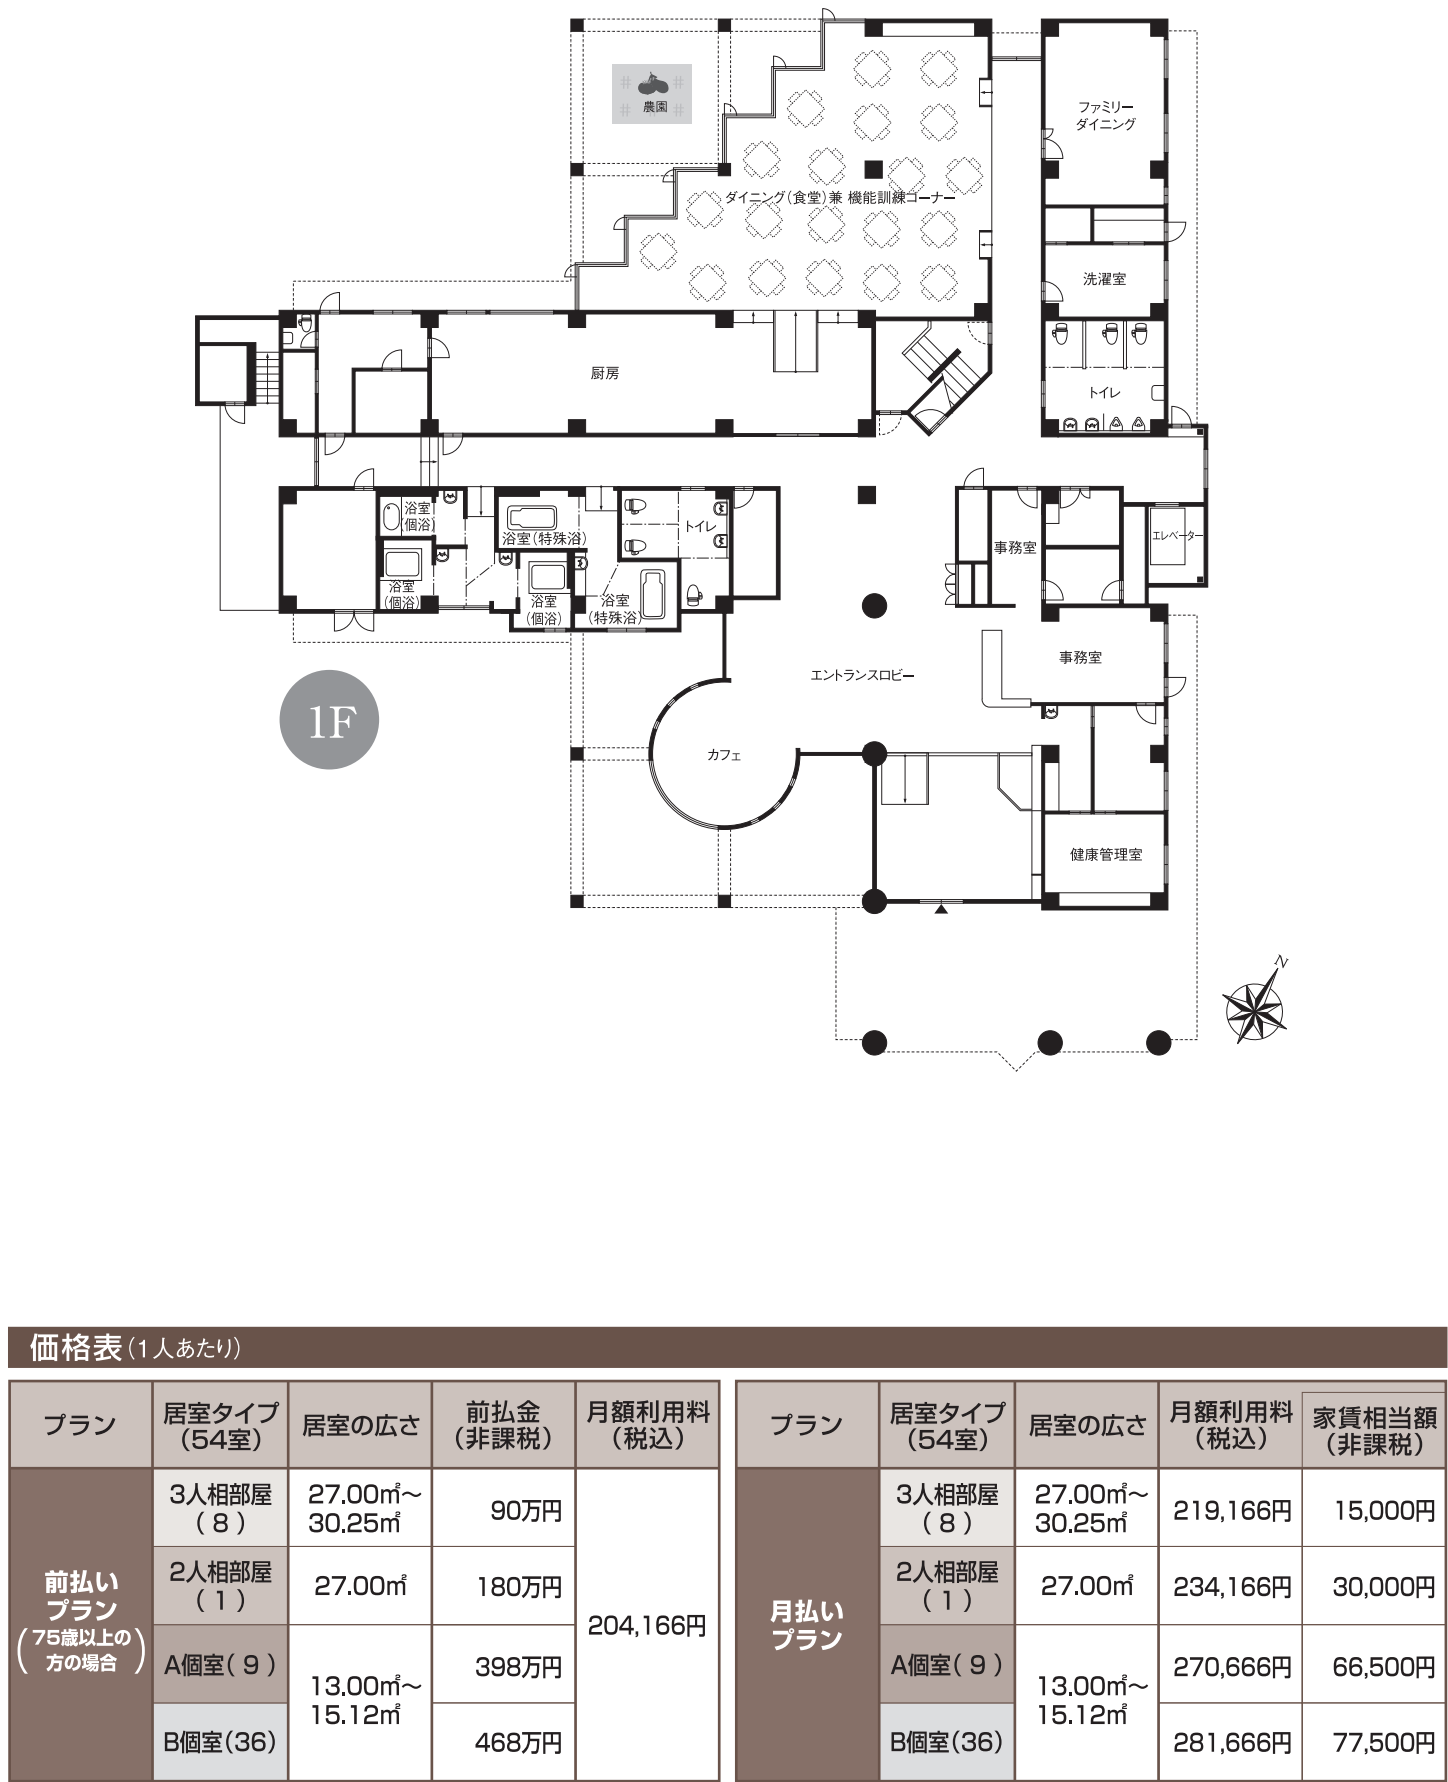 農園
ファミリー
ダイニング
ダイニング(食堂)兼 機能訓練コーナー
洗濯室
厨房
トイレ
浴室
(個浴)
浴室(特殊浴)
トイレ
事務室
エレベーター
浴室
(個浴)
浴室
(個浴)
浴室
(特殊浴)
事務室
エントランスロビー
1F
カフェ
健康管理室
N
価格表(1人あたり)
プラン
居室タイプ
(54室)
居室の広さ
前払金
(非課税)
月額利用料
(税込)
前払い
プラン
(75歳以上の
方の場合)
3人相部屋
(8)
27.00㎡〜
30.25㎡
90万円
2人相部屋
(1)
27.00㎡
180万円
A個室(9)
13.00㎡〜
15.12㎡
398万円
B個室(36)
468万円
204,166円
プラン
居室タイプ
(54室)
居室の広さ
月額利用料
(税込)
家賃相当額
(非課税)
月払い
プラン
3人相部屋
(8)
27.00㎡〜
30.25㎡
219,166円
15,000円
2人相部屋
(1)
27.00㎡
234,166円
30,000円
A個室(9)
13.00㎡〜
15.12㎡
270,666円
66,500円
B個室(36)
281,666円
77,500円